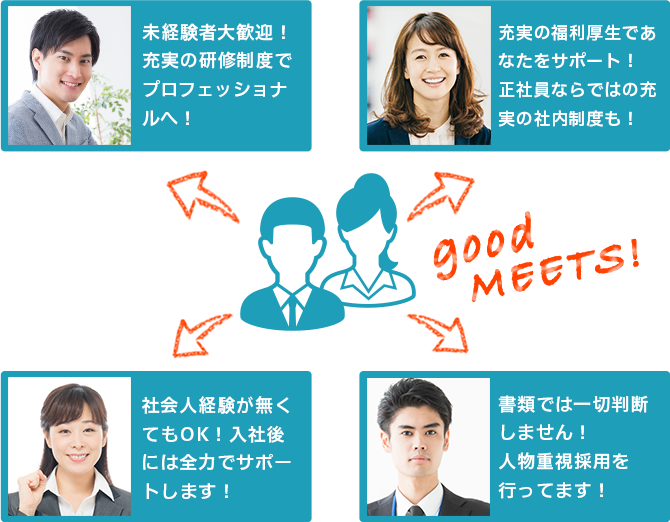 未経験者大歓迎！
充実の研修制度で
プロフェッショナ
ルへ！
充実の福利厚生であ
なたをサポート！
正社員ならではの充
実の社内制度も！
good
MEETS!
社会人経験が無く
てもOK！入社後
には全力でサポー
トします！
書類では一切判断
しません！
人物重視採用を
行ってます！